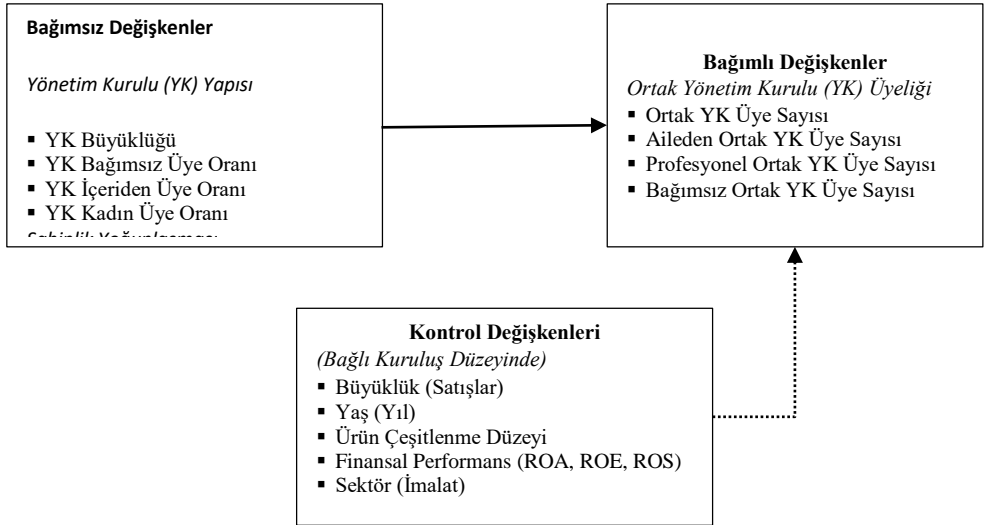 Bağımsız Değişkenler
Yönetim Kurulu (YK) Yapısı
▪ YK Büyüklüğü
▪ YK Bağımsız Üye Oranı
▪ YK İçeriden Üye Oranı
▪ YK Kadın Üye Oranı
Bağımlı Değişkenler
Ortak Yönetim Kurulu (YK) Üyeliği
▪ Ortak YK Üye Sayısı
▪ Aileden Ortak YK Üye Sayısı
▪ Profesyonel Ortak YK Üye Sayısı
▪ Bağımsız Ortak YK Üye Sayısı
Kontrol Değişkenleri
(Bağlı Kuruluş Düzeyinde)
▪ Büyüklük (Satışlar)
▪ Yaş (Yıl)
▪ Ürün Çeşitlenme Düzeyi
▪ Finansal Performans (ROA, ROE, ROS)
▪ Sektör (İmalat)